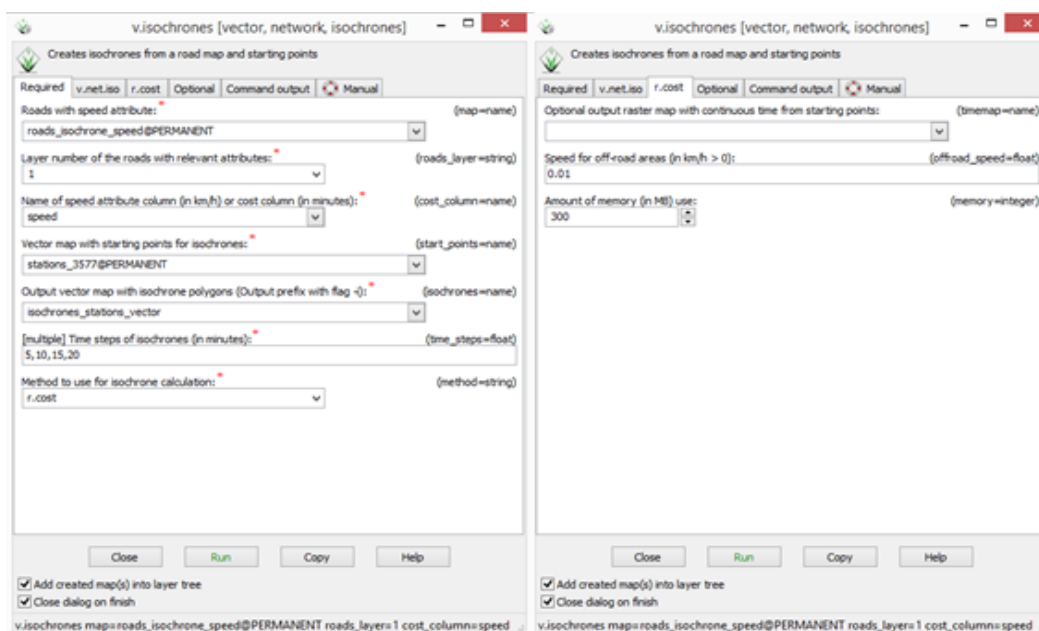 v.isochrones [vector, network, isochrones]
Creates isochrones from a road map and starting points
Required v.net.iso r.cost Optional Command output Manual
Roads with speed attribute:* (map=name)
roads_isochrone_speed@PERMANENT
Layer number of the roads with relevant attributes:* (roads_layer=string)
1
Name of speed attribute column (in km/h) or cost column (in minutes):* (cost_column=name)
speed
Vector map with starting points for isochrones:* (start_points=name)
stations_3577@PERMANENT
Output vector map with isochrone polygons (Output prefix with flag -i):* (isochrones=name)
isochrones_stations_vector
[multiple] Time steps of isochrones (in minutes):* (time_steps=float)
5,10,15,20
Method to use for isochrone calculation:* (method=string)
r.cost
Close Run Copy Help
Add created map(s) into layer tree
Close dialog on finish
v.isochrones map=roads_isochrone_speed@PERMANENT roads_layer=1 cost_column=speed
v.isochrones [vector, network, isochrones]
Creates isochrones from a road map and starting points
Required v.net.iso r.cost Optional Command output Manual
Optional output raster map with continuous time from starting points: (timemap=name)
Speed for off-road areas (in km/h > 0): (offroad_speed=float)
0.01
Amount of memory (in MB) use: (memory=integer)
300
Close Run Copy Help
Add created map(s) into layer tree
Close dialog on finish
v.isochrones map=roads_isochrone_speed@PERMANENT roads_layer=1 cost_column=speed